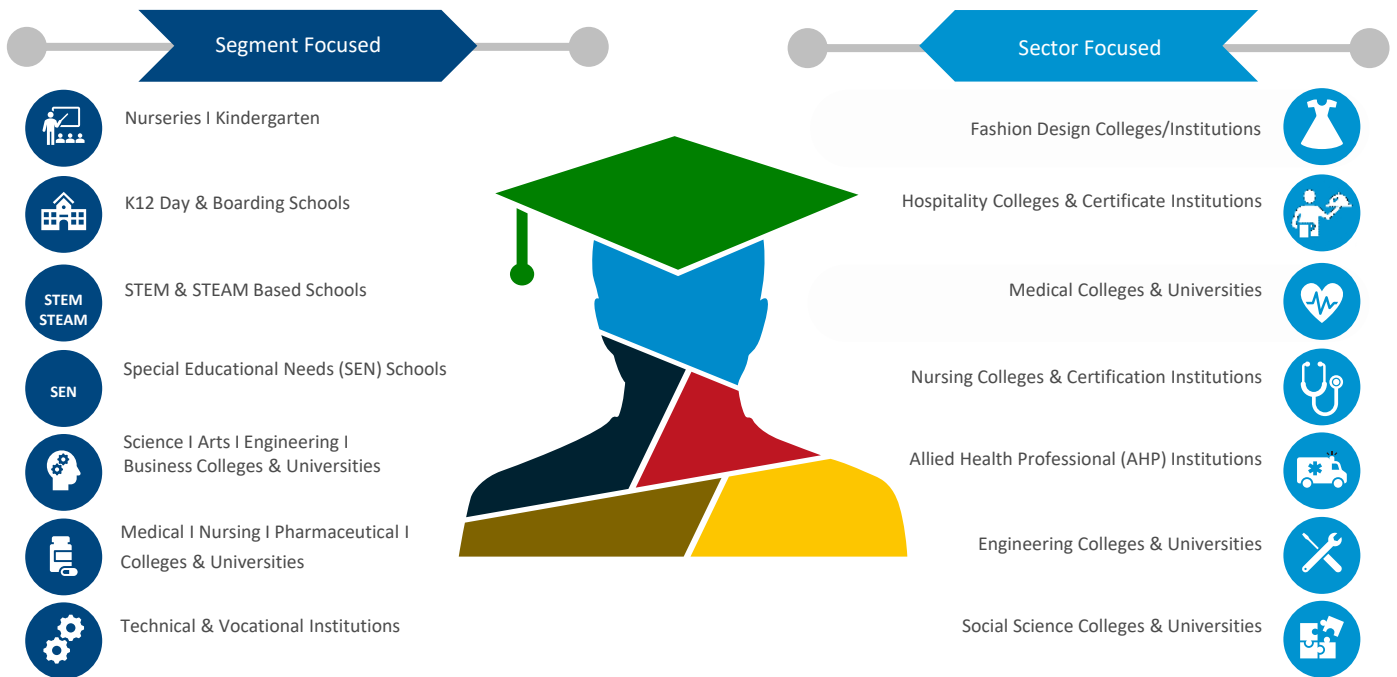 Segment Focused
Nurseries I Kindergarten
K12 Day & Boarding Schools
STEM
STEAM
STEM & STEAM Based Schools
SEN
Special Educational Needs (SEN) Schools
Science I Arts I Engineering I
Business Colleges & Universities
Medical I Nursing I Pharmaceutical I
Colleges & Universities
Technical & Vocational Institutions
Sector Focused
Fashion Design Colleges/Institutions
Hospitality Colleges & Certificate Institutions
Medical Colleges & Universities
Nursing Colleges & Certification Institutions
Allied Health Professional (AHP) Institutions
Engineering Colleges & Universities
Social Science Colleges & Universities